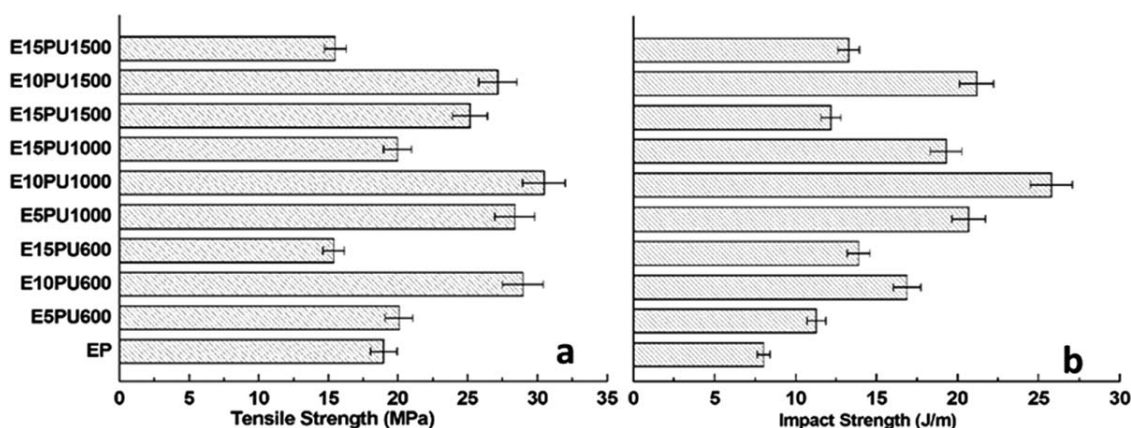 E15PU1500
E10PU1500
E15PU1500
E15PU1000
E10PU1000
E5PU1000
E15PU600
E10PU600
E5PU600
EP
a
0 5 10 15 20 25 30 35
Tensile Strength (MPa)
b
0 5 10 15 20 25 30
Impact Strength (J/m)